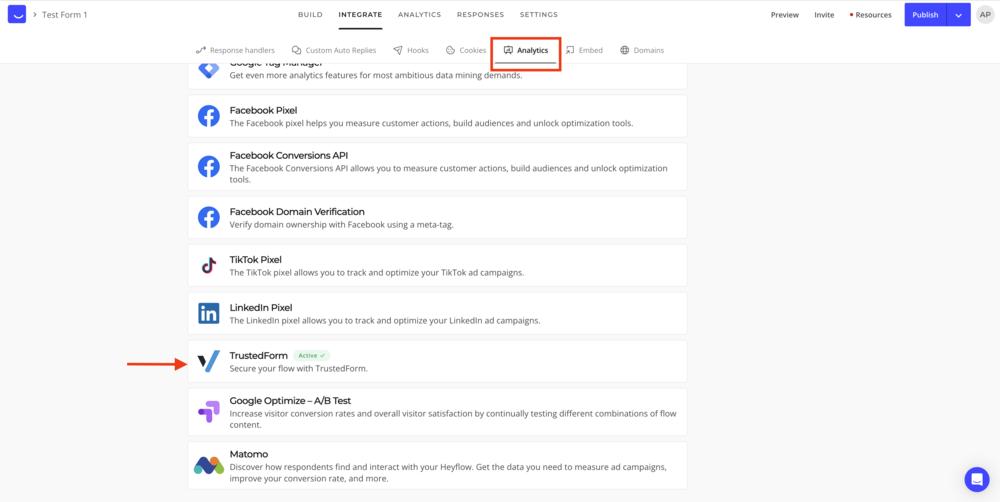 Test Form 1
BUILD INTEGRATE ANALYTICS RESPONSES SETTINGS
Preview Invite Resources Publish AP
Response handlers Custom Auto Replies Hooks Cookies Analytics Embed Domains
Google Tag Manager
Get even more analytics features for most ambitious data mining demands.
Facebook Pixel
The Facebook pixel helps you measure customer actions, build audiences and unlock optimization tools.
Facebook Conversions API
The Facebook Conversions API allows you to measure customer actions, build audiences and unlock optimization
tools.
Facebook Domain Verification
Verify domain ownership with Facebook using a meta-tag.
TikTok Pixel
The TikTok pixel allows you to track and optimize your TikTok ad campaigns.
LinkedIn Pixel
The LinkedIn pixel allows you to track and optimize your LinkedIn ad campaigns.
TrustedForm Active
Secure your flow with TrustedForm.
Google Optimize – A/B Test
Increase visitor conversion rates and overall visitor satisfaction by continually testing different combinations of flow
content.
Matomo
Discover how respondents find and interact with your Heyflow. Get the data you need to measure ad campaigns,
improve your conversion rate, and more.